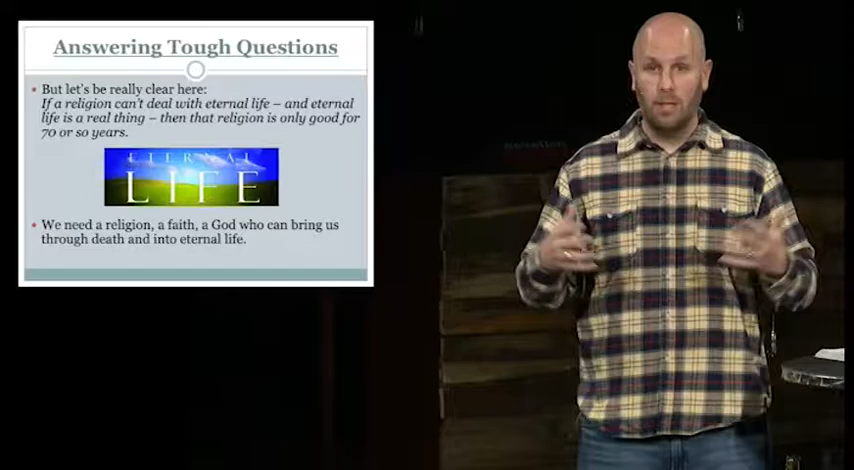 Answering Tough Questions
• But let's be really clear here:
If a religion can't deal with eternal life – and eternal
life is a real thing – then that religion is only good for
70 or so years.
ETERNAL
LIFE
• We need a religion, a faith, a God who can bring us
through death and into eternal life.